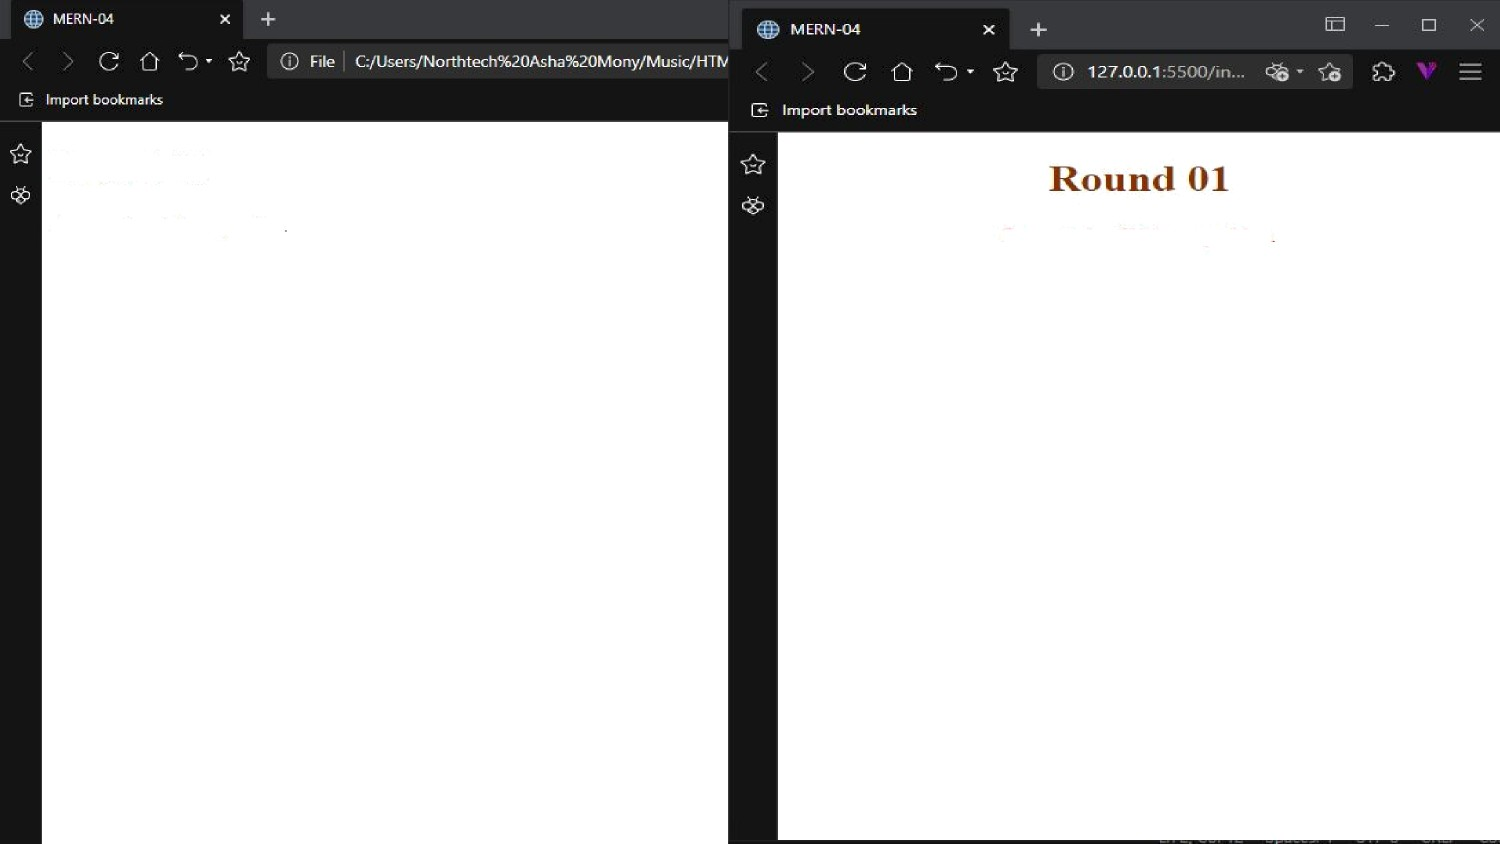 MERN-04
File C:/Users/Northtech%20Asha%20Mony/Music/HTM
Import bookmarks
MERN-04
127.0.0.1:5500/in...
Import bookmarks
Round 01